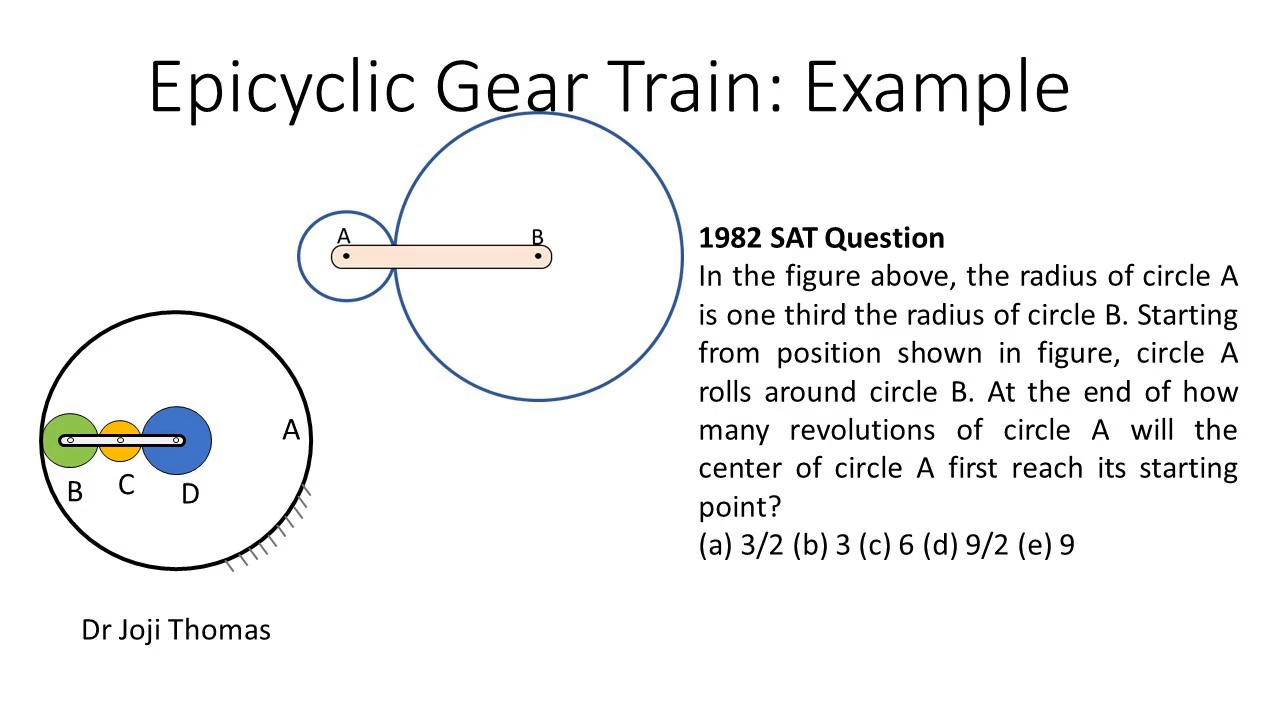 Epicyclic Gear Train: Example
A
B
1982 SAT Question
In the figure above, the radius of circle A
is one third the radius of circle B. Starting
from position shown in figure, circle A
rolls around circle B. At the end of how
many revolutions of circle A will the
center of circle A first reach its starting
point?
(a) 3/2 (b) 3 (c) 6 (d) 9/2 (e) 9
A
B
C
D
Dr Joji Thomas